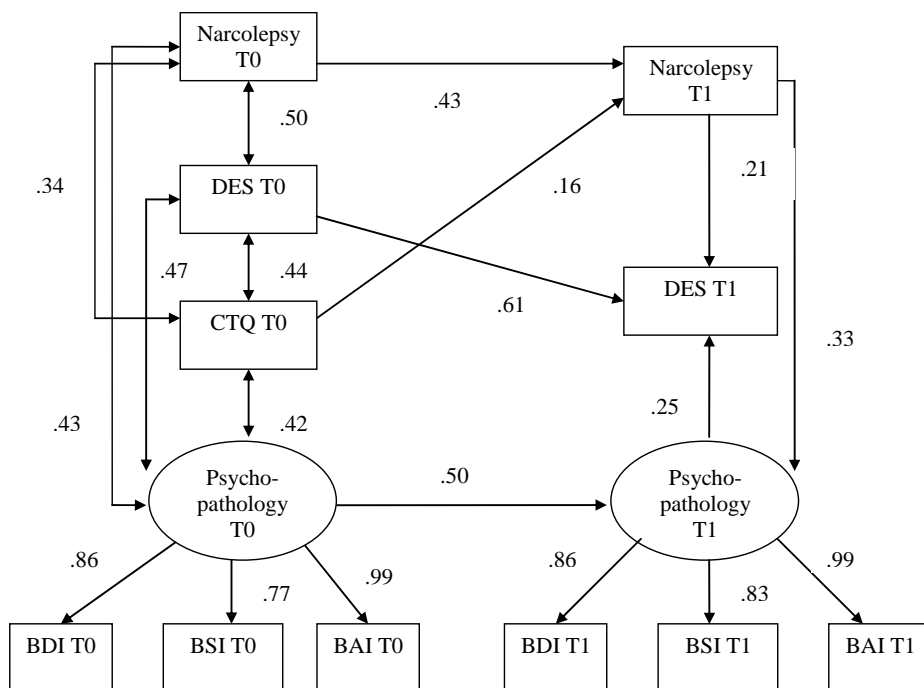 Narcolepsy
T0
Narcolepsy
T1
.43
.50
.34
DES T0
.16
.21
.47
.44
DES T1
.61
CTQ T0
.33
.43
.42
.25
Psycho-
pathology
T0
.50
Psycho-
pathology
T1
.86
.77
.99
.86
.83
.99
BDI T0
BSI T0
BAI T0
BDI T1
BSI T1
BAI T1